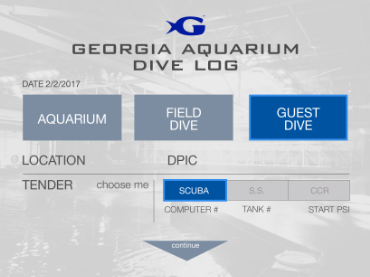 G
GEORGIA AQUARIUM
DIVE LOG
DATE 2/2/2017
AQUARIUM
FIELD
DIVE
GUEST
DIVE
LOCATION DPIC
TENDER choose me
SCUBA S.S. CCR
COMPUTER # TANK # START PSI
continue